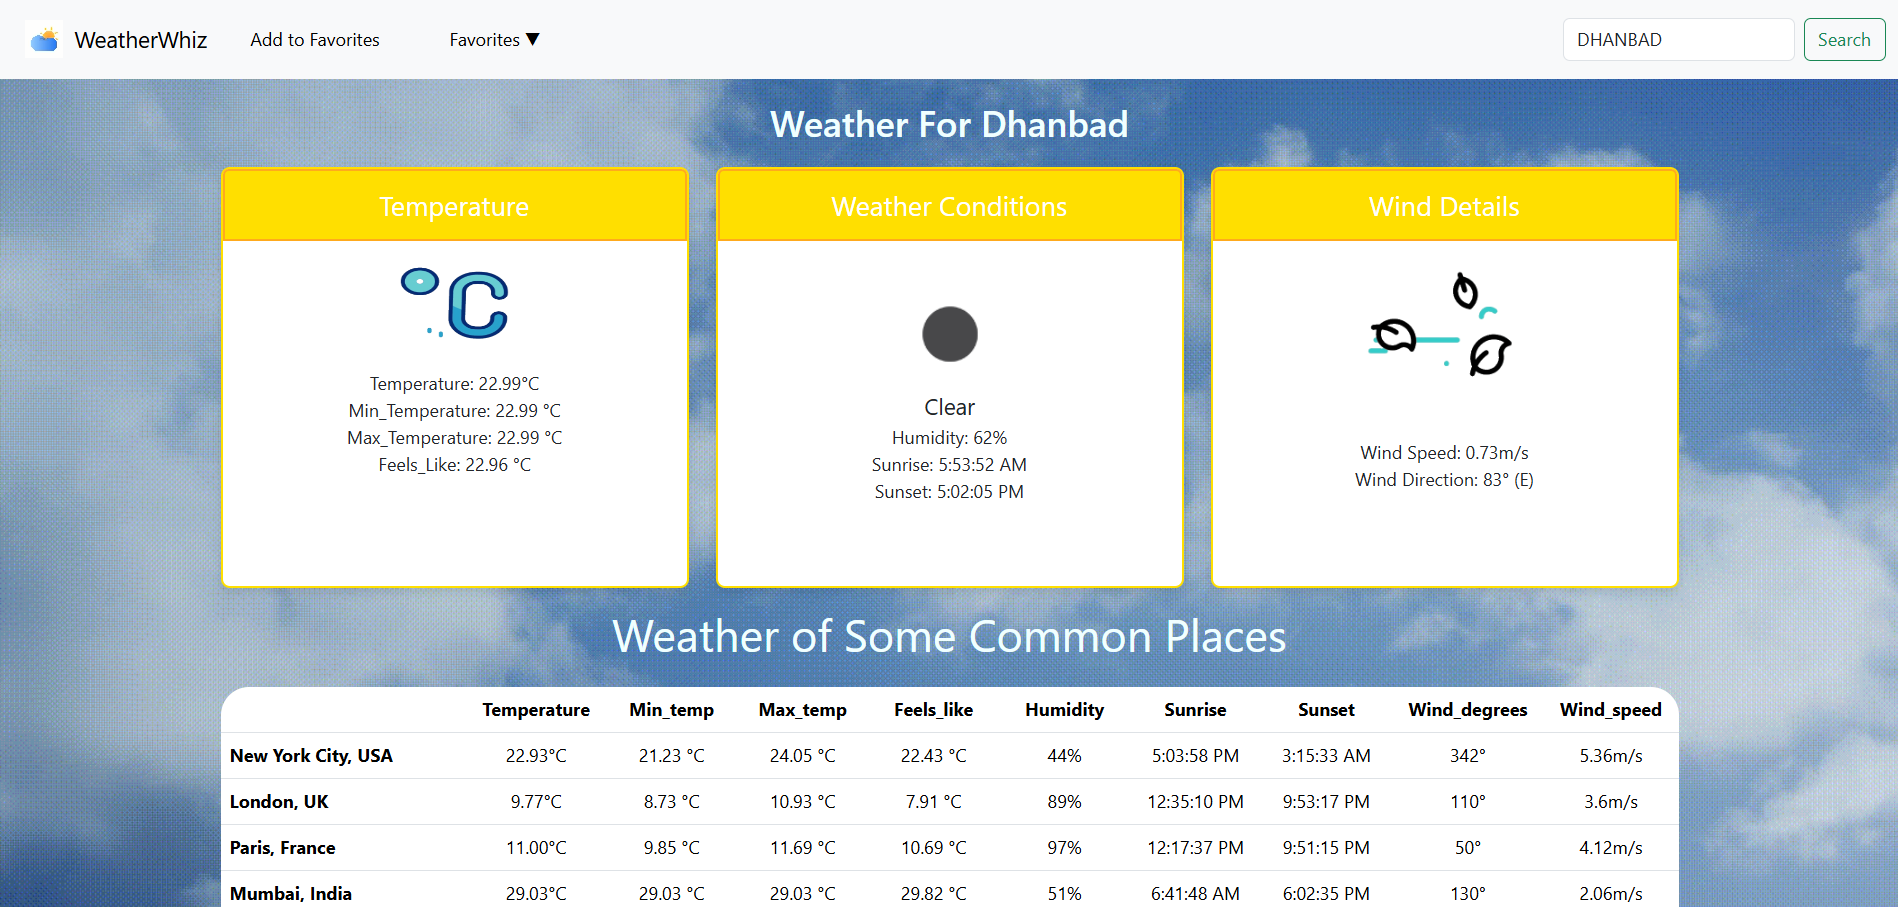 WeatherWhiz Add to Favorites Favorites ▼ DHANBAD Search
Weather For Dhanbad
Temperature
°C
Temperature: 22.99°C
Min_Temperature: 22.99 °C
Max_Temperature: 22.99 °C
Feels_Like: 22.96 °C
Weather Conditions
Clear
Humidity: 62%
Sunrise: 5:53:52 AM
Sunset: 5:02:05 PM
Wind Details
Wind Speed: 0.73m/s
Wind Direction: 83° (E)
Weather of Some Common Places
Temperature Min_temp Max_temp Feels_like Humidity Sunrise Sunset Wind_degrees Wind_speed
New York City, USA 22.93°C 21.23 °C 24.05 °C 22.43 °C 44% 5:03:58 PM 3:15:33 AM 342° 5.36m/s
London, UK 9.77°C 8.73 °C 10.93 °C 7.91 °C 89% 12:35:10 PM 9:53:17 PM 110° 3.6m/s
Paris, France 11.00°C 9.85 °C 11.69 °C 10.69 °C 97% 12:17:37 PM 9:51:15 PM 50° 4.12m/s
Mumbai, India 29.03°C 29.03 °C 29.03 °C 29.82 °C 51% 6:41:48 AM 6:02:35 PM 130° 2.06m/s